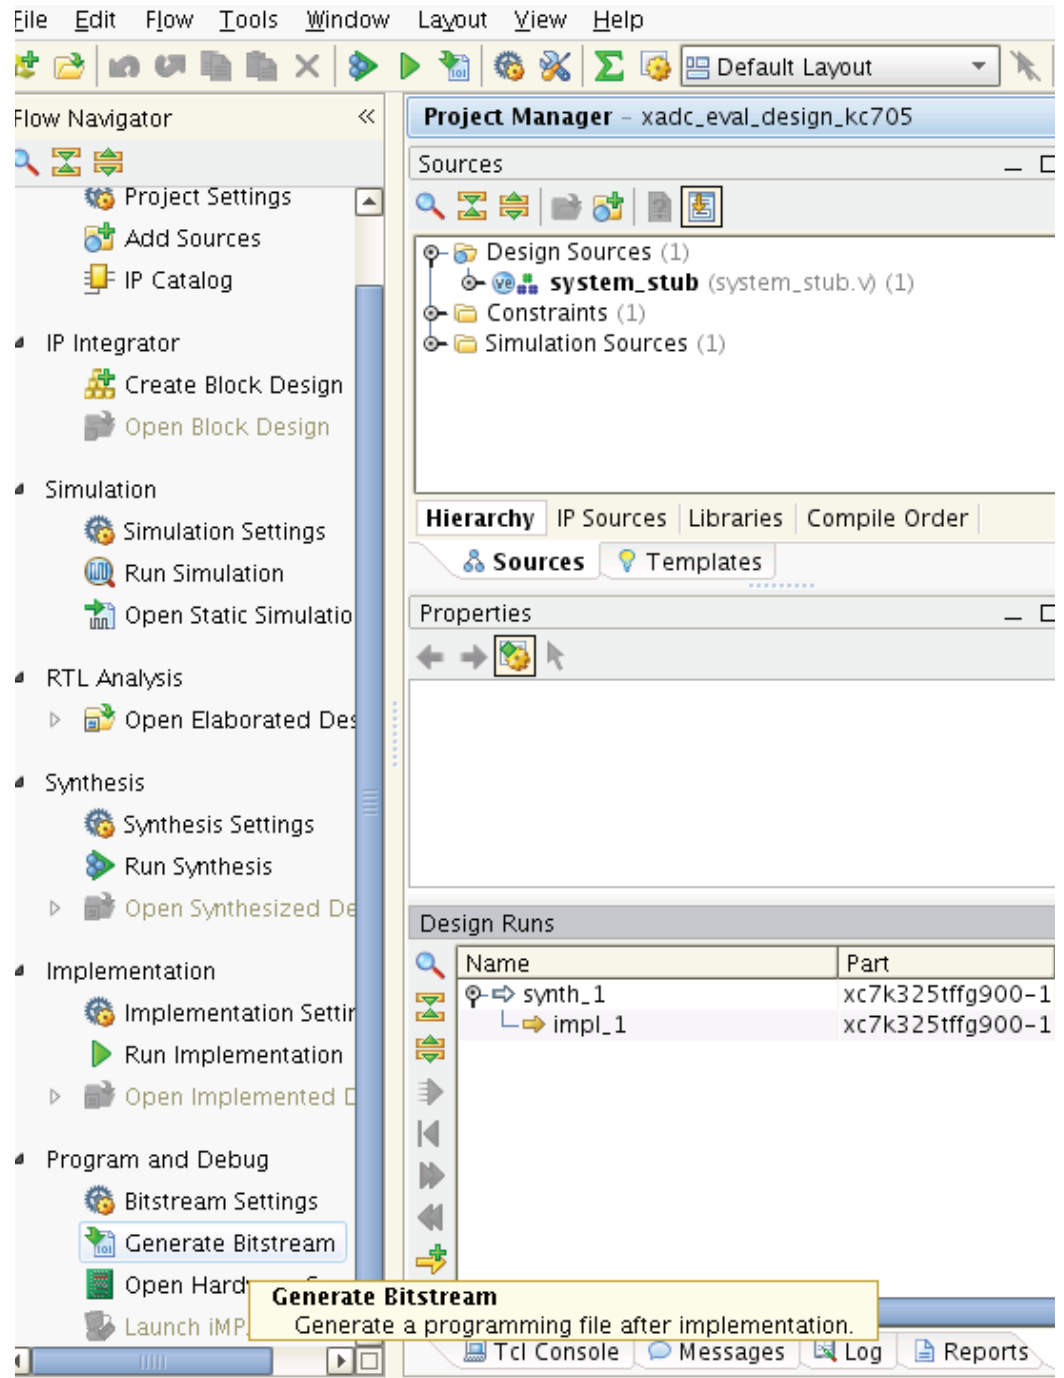 File Edit Flow Tools Window Layout View Help
Default Layout
Flow Navigator
Project Settings
Add Sources
IP Catalog
IP Integrator
Create Block Design
Open Block Design
Simulation
Simulation Settings
Run Simulation
Open Static Simulatio
RTL Analysis
Open Elaborated Des
Synthesis
Synthesis Settings
Run Synthesis
Open Synthesized De
Implementation
Implementation Settin
Run Implementation
Open Implemented D
Program and Debug
Bitstream Settings
Generate Bitstream
Open Hardw
Launch iMP
Generate Bitstream
Generate a programming file after implementation.
Project Manager - xadc_eval_design_kc705
Sources
Design Sources (1)
system_stub (system_stub.v) (1)
Constraints (1)
Simulation Sources (1)
Hierarchy IP Sources Libraries Compile Order
Sources Templates
Properties
Design Runs
Name Part
synth_1 xc7k325tffg900-1
impl_1 xc7k325tffg900-1
Tcl Console Messages Log Reports